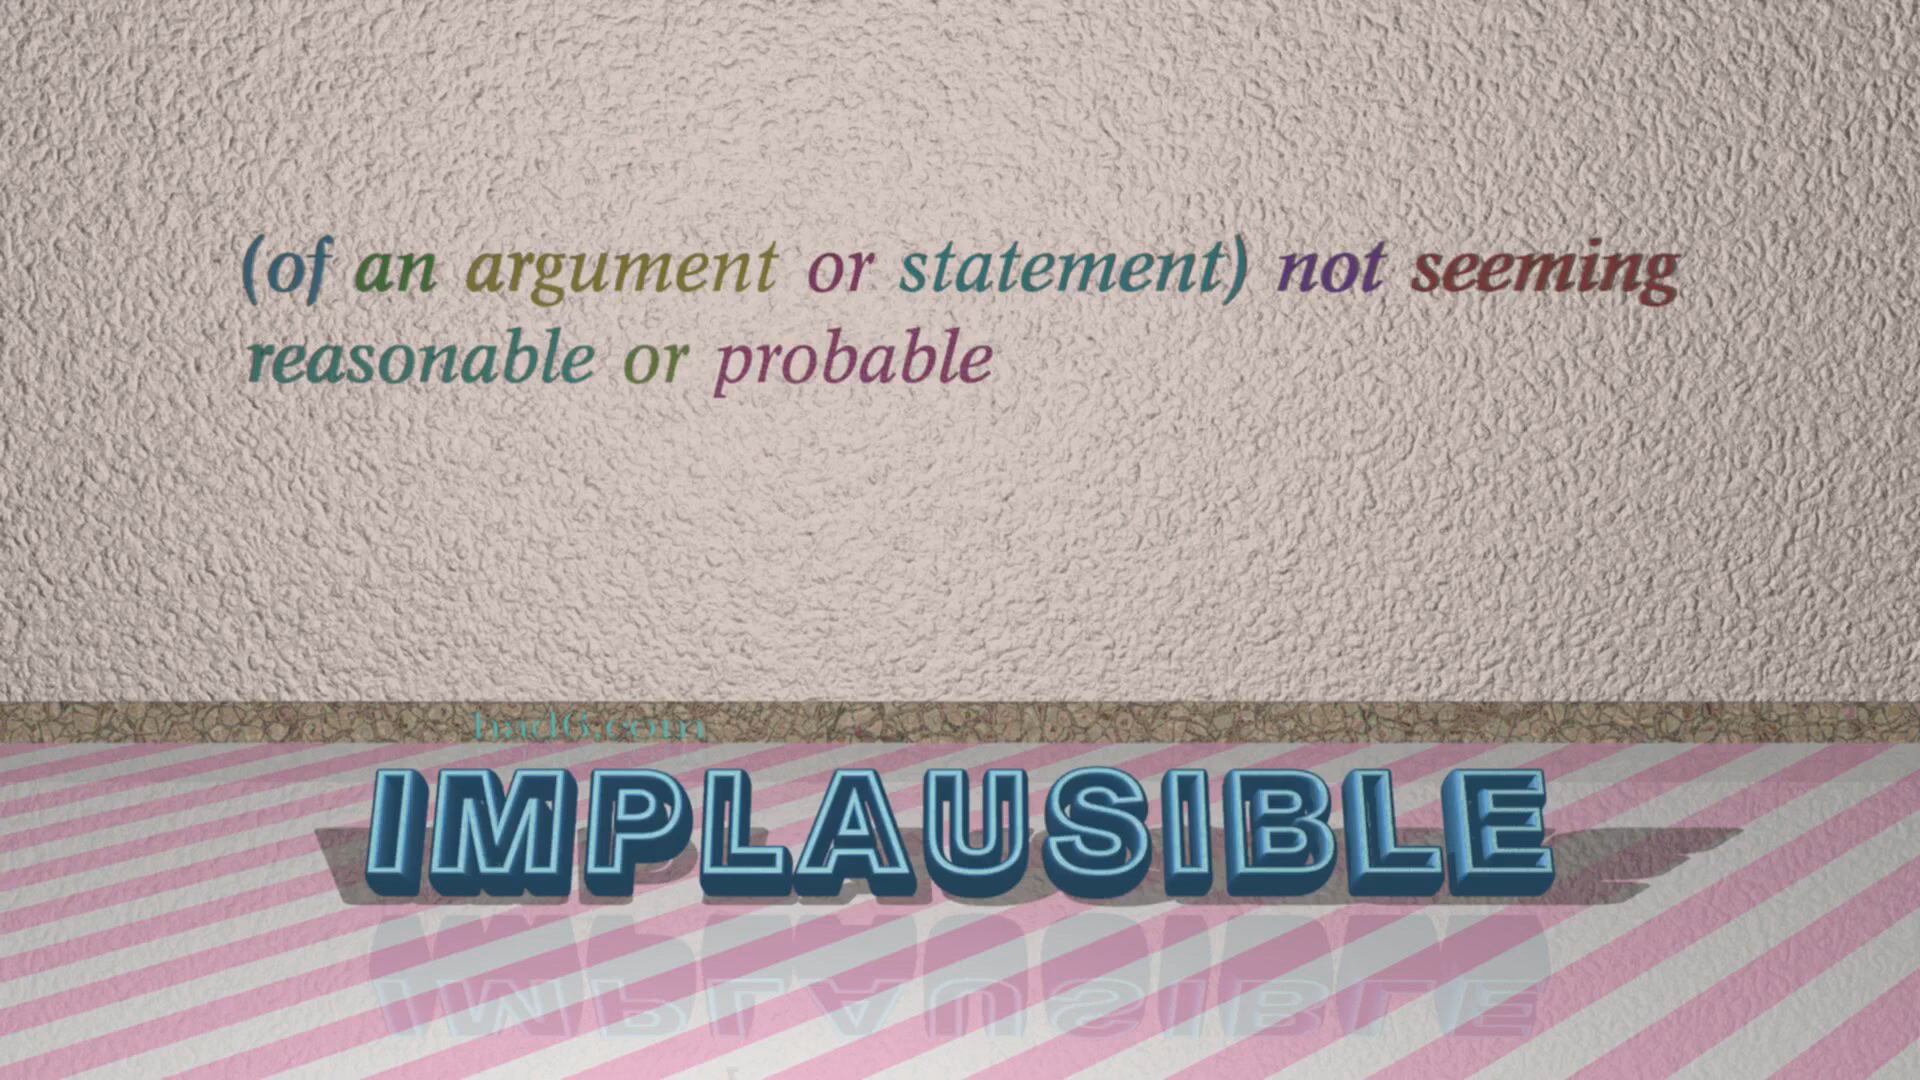 (of an argument or statement) not seeming
reasonable or probable
IMPLAUSIBLE